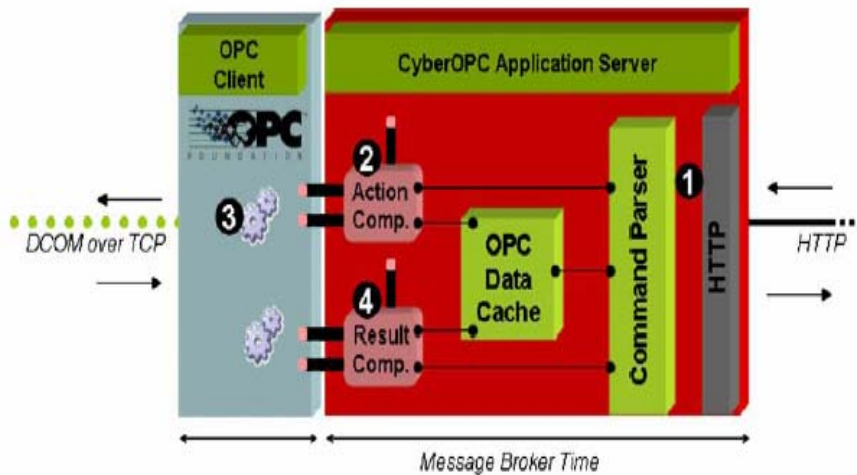 OPC
Client
CyberOPC Application Server
OPC
FOUNDATION
2
Action
Comp.
3
OPC
Data
Cache
4
Result
Comp.
Command Parser
1
HTTP
DCOM over TCP
HTTP
Message Broker Time